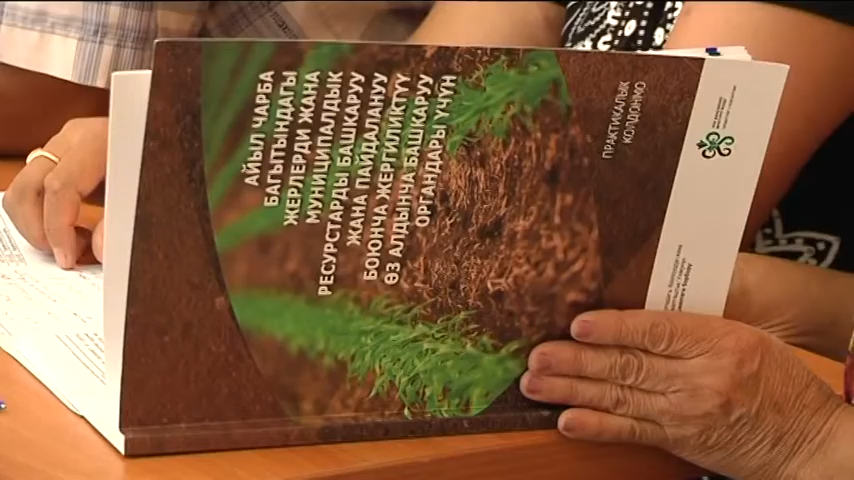 АЙЫЛ ЧАРБА
БАГЫТЫНДАГЫ
ЖЕРЛЕРДИ ЖАНА
МУНИЦИПАЛДЫК
РЕСУРСТАРДЫ БАШКАРУУ
ЖАНА ПАЙДАЛАНУУ
БОЮНЧА ЖЕРГИЛИКТҮҮ
ӨЗ АЛДЫНЧА БАШКАРУУ
ОРГАНДАРЫ ҮЧҮН
ПРАКТИКАЛЫК
КОЛДОНМО